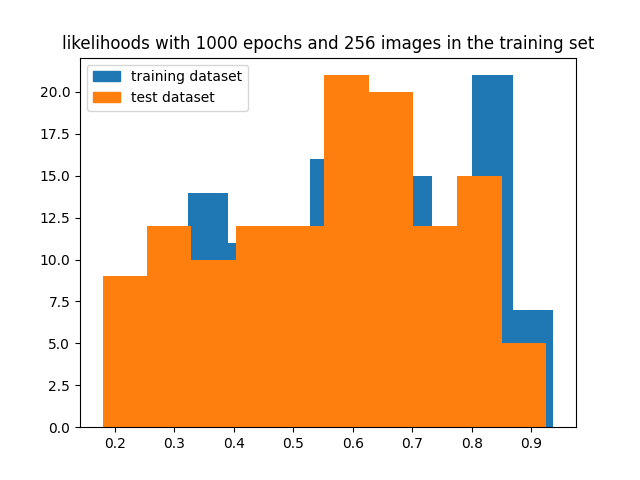 likelihoods with 1000 epochs and 256 images in the training set
training dataset
test dataset
20.0
17.5
15.0
12.5
10.0
7.5
5.0
2.5
0.0
0.2 0.3 0.4 0.5 0.6 0.7 0.8 0.9